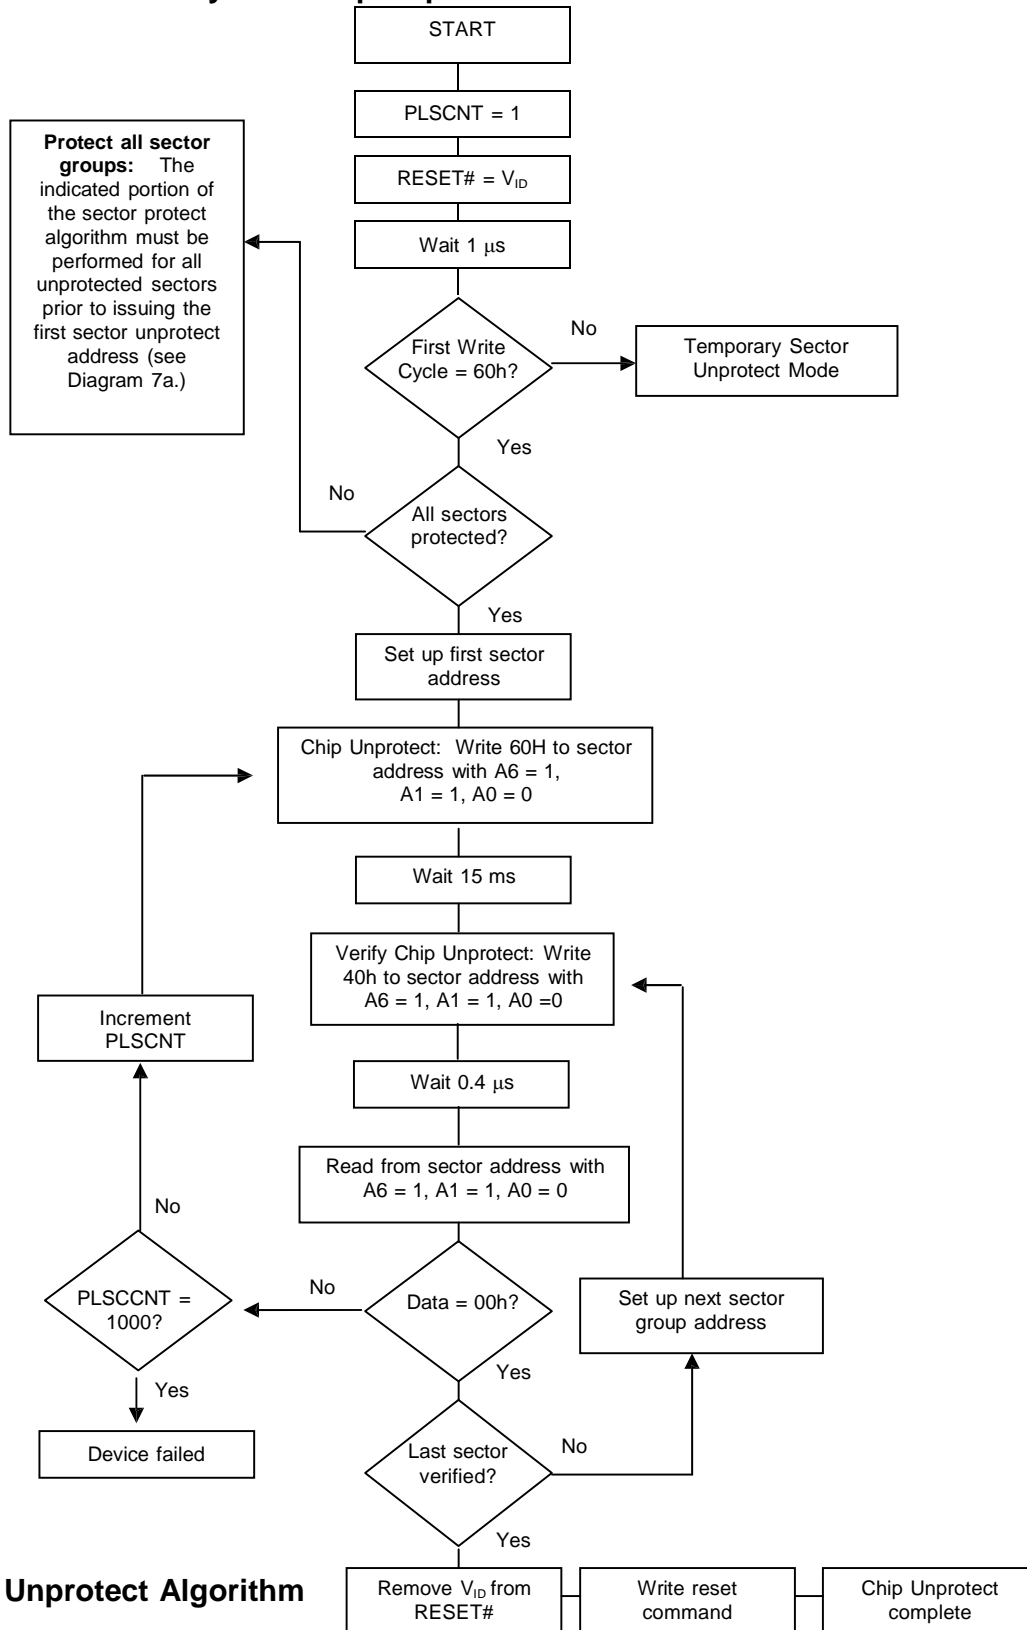 START
PLSCNT = 1
RESET# = VID
Wait 1 μs
Protect all sector
groups: The
indicated portion of
the sector protect
algorithm must be
performed for all
unprotected sectors
prior to issuing the
first sector unprotect
address (see
Diagram 7a.)
First Write
Cycle = 60h?
No
Temporary Sector
Unprotect Mode
Yes
No
All sectors
protected?
Yes
Set up first sector
address
Chip Unprotect: Write 60H to sector
address with A6 = 1,
A1 = 1, A0 = 0
Wait 15 ms
Verify Chip Unprotect: Write
40h to sector address with
A6 = 1, A1 = 1, A0 =0
Increment
PLSCNT
Wait 0.4 μs
Read from sector address with
A6 = 1, A1 = 1, A0 = 0
No
PLSCCNT =
1000?
No
Data = 00h?
Set up next sector
group address
Yes
Yes
Device failed
Last sector
verified?
No
Yes
Unprotect Algorithm
Remove VID from
RESET#
Write reset
command
Chip Unprotect
complete